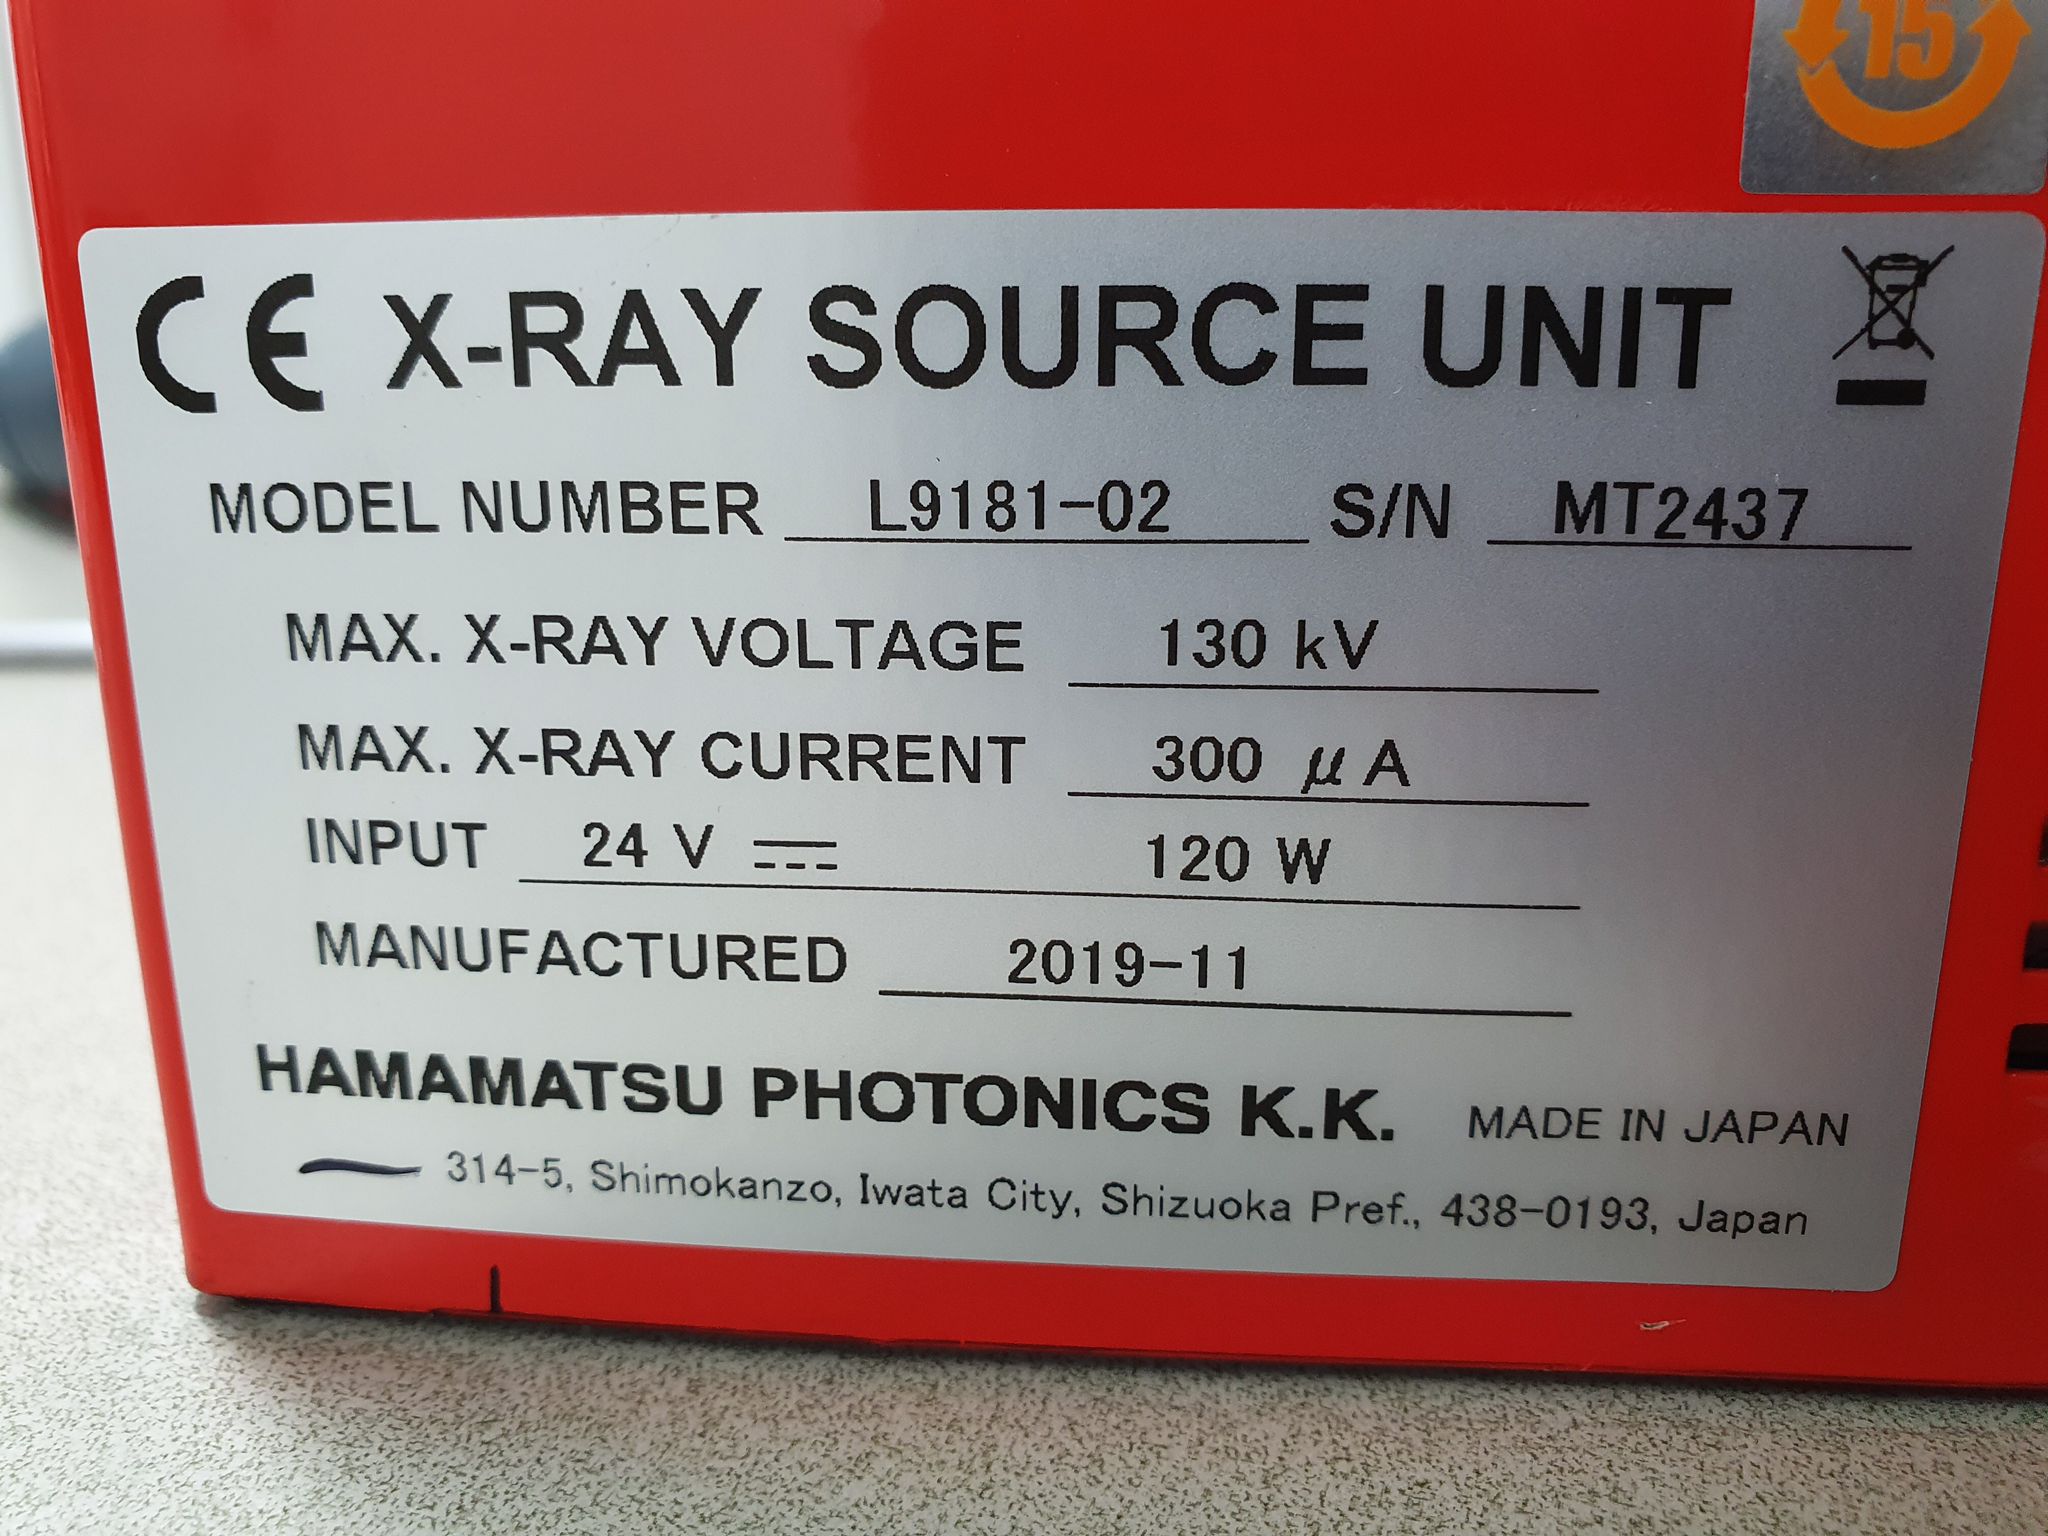 15
CE X-RAY SOURCE UNIT
MODEL NUMBER L9181-02 S/N MT2437
MAX. X-RAY VOLTAGE 130 kV
MAX. X-RAY CURRENT 300 μA
INPUT 24 V ⎓ 120 W
MANUFACTURED 2019-11
HAMAMATSU PHOTONICS K.K. MADE IN JAPAN
314-5, Shimokanzo, Iwata City, Shizuoka Pref., 438-0193, Japan